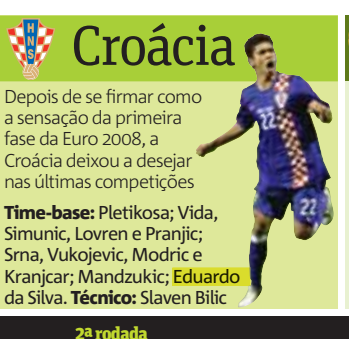 HNS
Croácia
Depois de se firmar como
a sensação da primeira
fase da Euro 2008, a
Croácia deixou a desejar
nas últimas competições
Time-base: Pletikosa; Vida,
Simunic, Lovren e Pranjic;
Srna, Vukojevic, Modric e
Kranjcar; Mandzukic; Eduardo
da Silva. Técnico: Slaven Bilic
22
22
2ª rodada